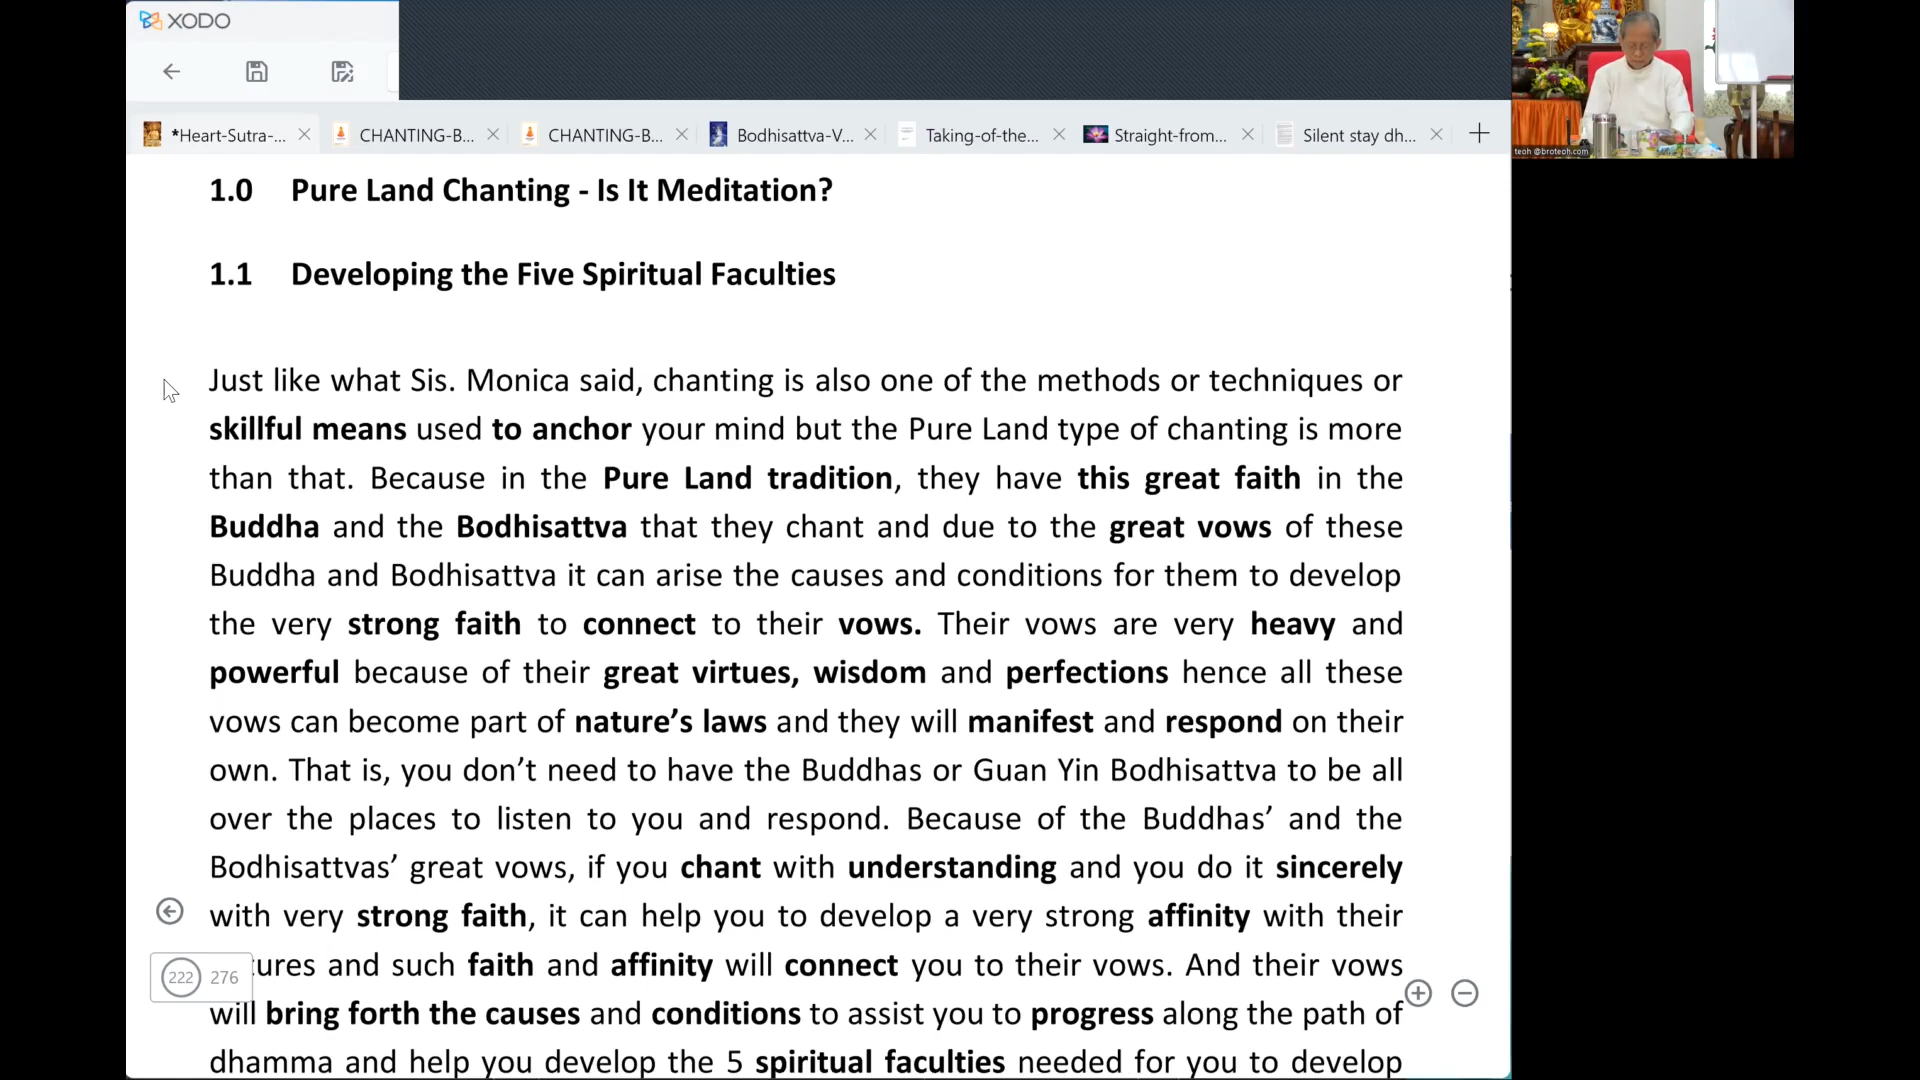 XODO
*Heart-Sutra-...
CHANTING-B...
CHANTING-B...
Bodhisattva-V...
Taking-of-the...
Straight-from...
Silent stay dh...
teoh @broteoh.com
1.0 Pure Land Chanting - Is It Meditation?
1.1 Developing the Five Spiritual Faculties
Just like what Sis. Monica said, chanting is also one of the methods or techniques or
skillful means used to anchor your mind but the Pure Land type of chanting is more
than that. Because in the Pure Land tradition, they have this great faith in the
Buddha and the Bodhisattva that they chant and due to the great vows of these
Buddha and Bodhisattva it can arise the causes and conditions for them to develop
the very strong faith to connect to their vows. Their vows are very heavy and
powerful because of their great virtues, wisdom and perfections hence all these
vows can become part of nature’s laws and they will manifest and respond on their
own. That is, you don’t need to have the Buddhas or Guan Yin Bodhisattva to be all
over the places to listen to you and respond. Because of the Buddhas’ and the
Bodhisattvas’ great vows, if you chant with understanding and you do it sincerely
with very strong faith, it can help you to develop a very strong affinity with their
and such faith and affinity will connect you to their vows. And their vows
222 276
will bring forth the causes and conditions to assist you to progress along the path of
dhamma and help you develop the 5 spiritual faculties needed for you to develop